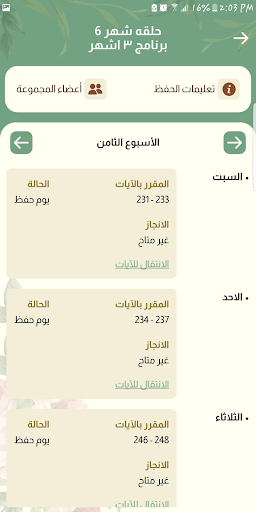 2:03 PM 16%
حلقه شهر 6
برنامج ٣ اشهر
تعليمات الحفظ
أعضاء المجموعة
الأسبوع الثامن
السبت
المقرر بالآيات
الحالة
231 - 233
يوم حفظ
الانجاز
غير متاح
الانتقال للآيات
الاحد
المقرر بالآيات
الحالة
234 - 237
يوم حفظ
الانجاز
غير متاح
الانتقال للآيات
الثلاثاء
المقرر بالآيات
الحالة
246 - 248
يوم حفظ
الانجاز
غير متاح
الانتقال للآيات